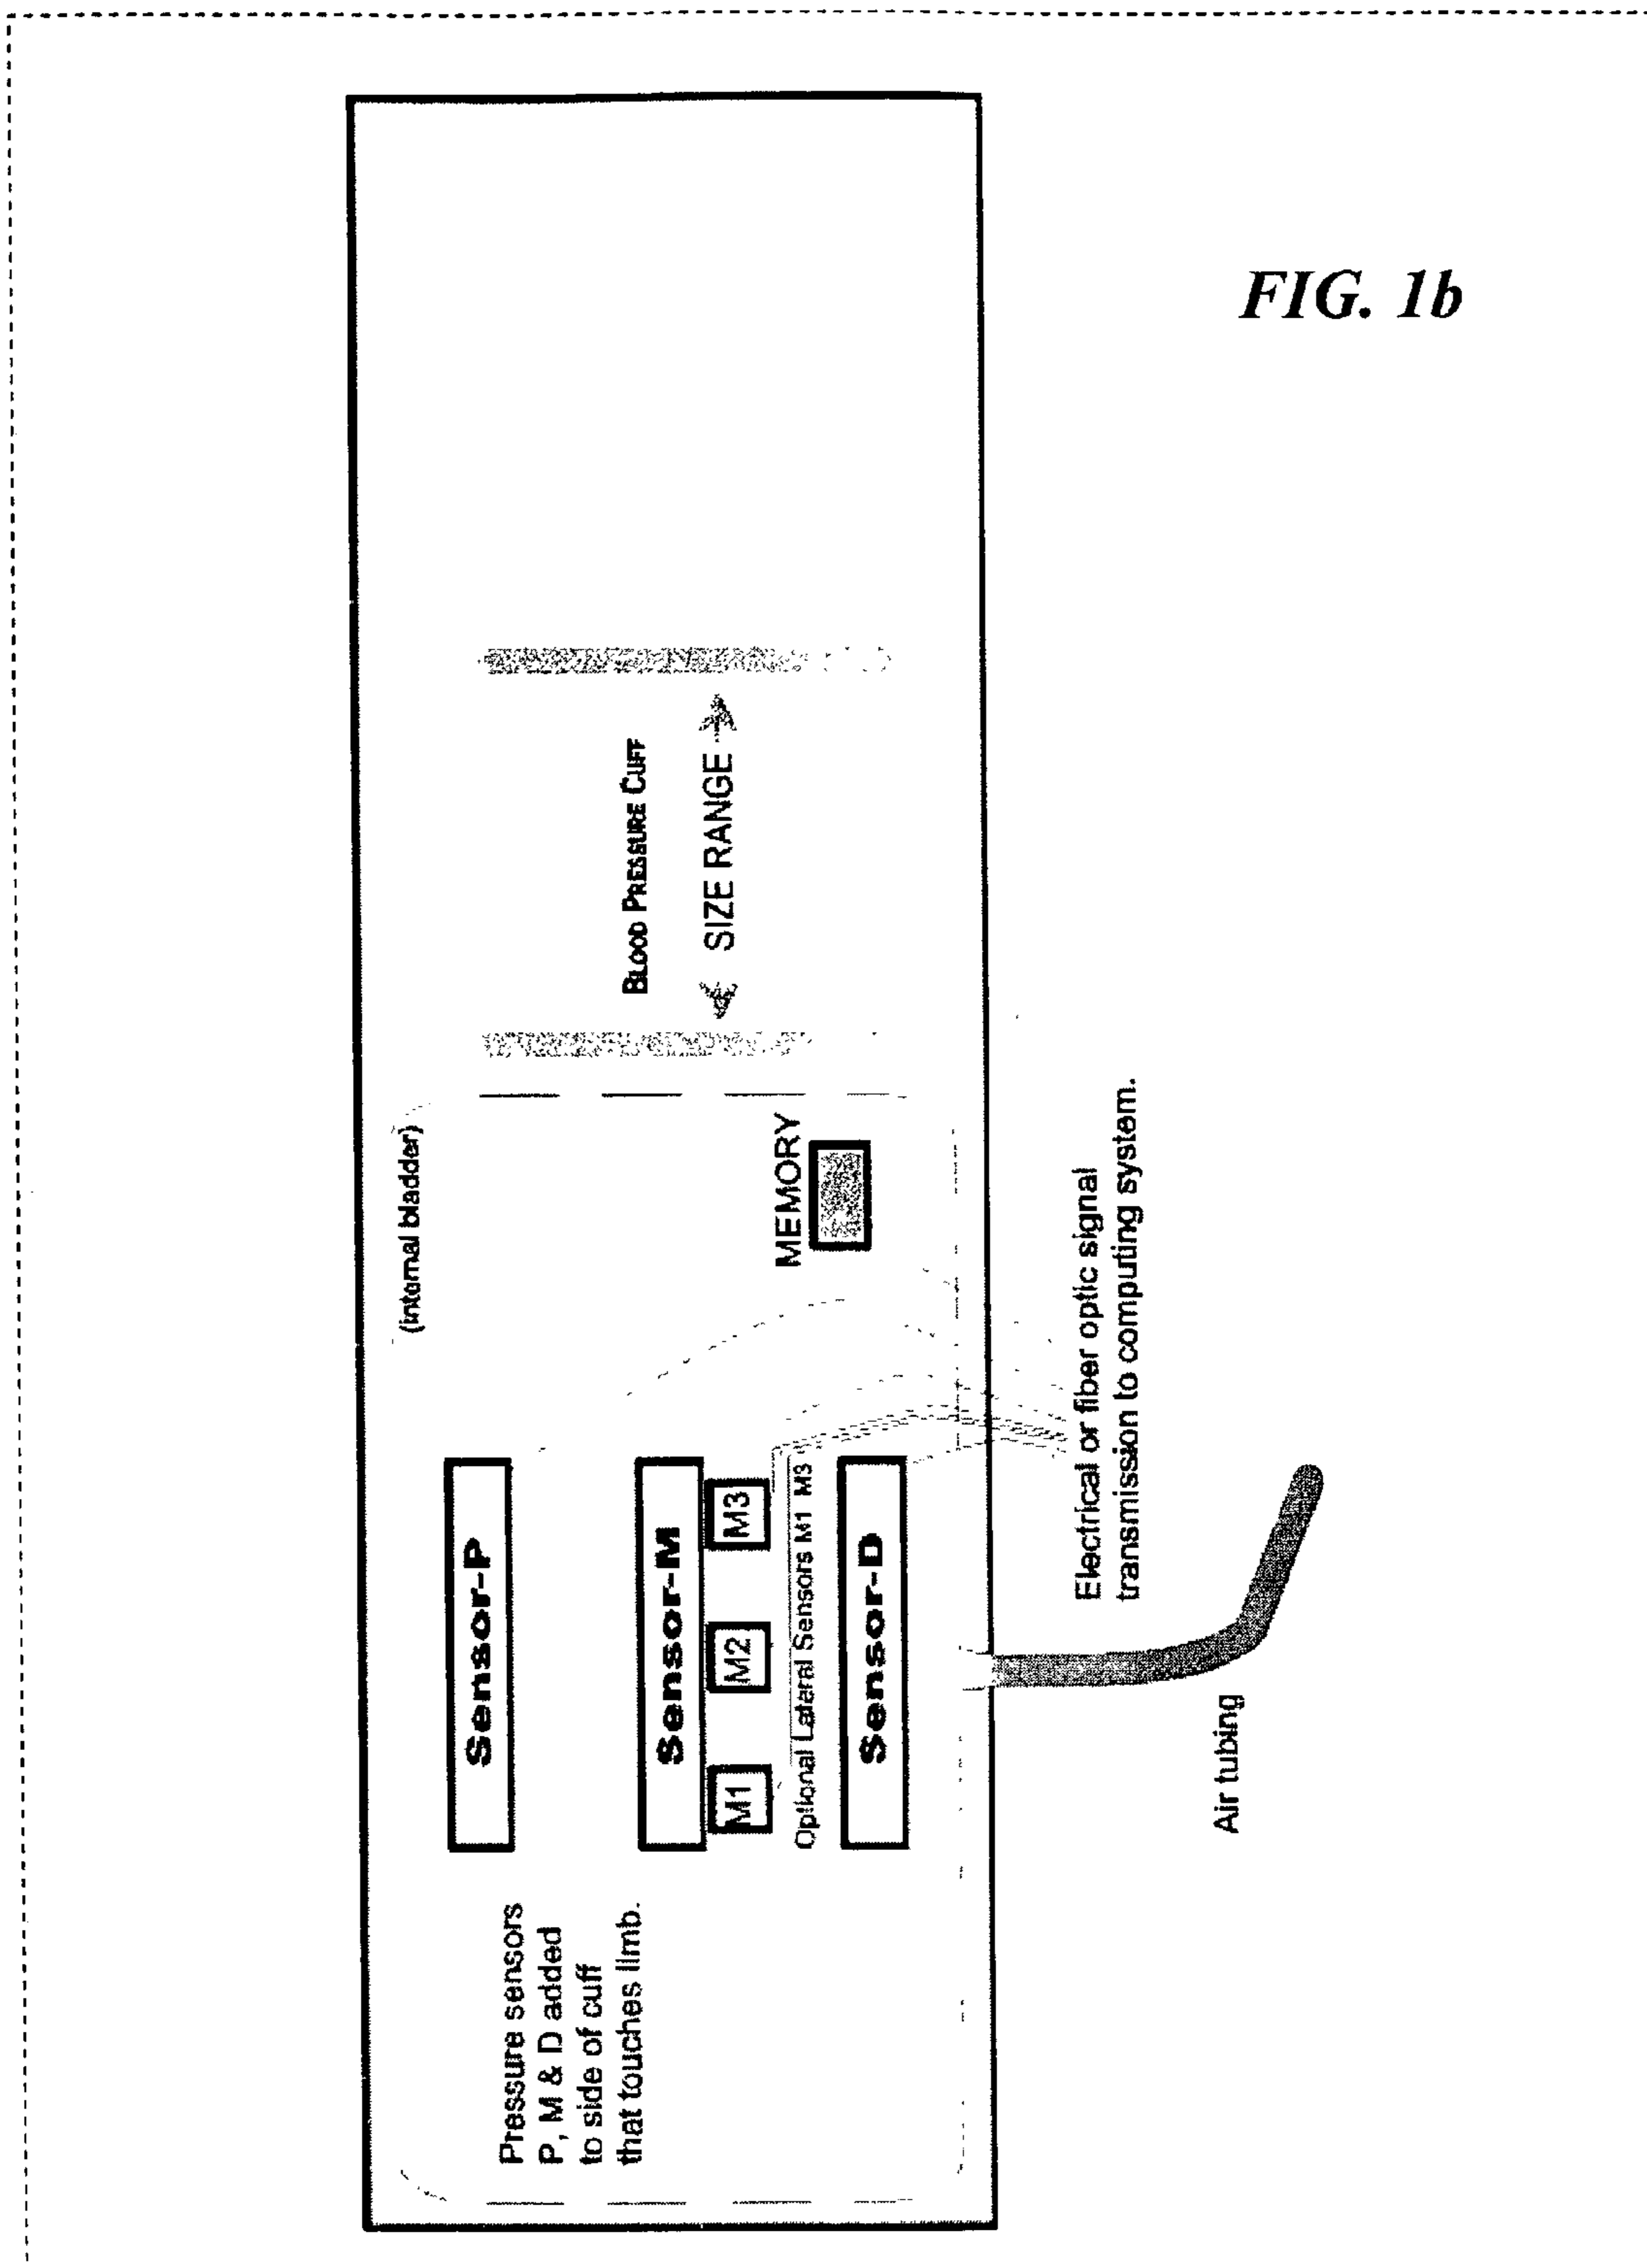 FIG. 1b
(internal bladder)
BLOOD PRESSURE CUFF
SIZE RANGE
MEMORY
Pressure sensors
P, M & D added
to side of cuff
that touches limb.
Sensor-P
Sensor-M
M1 M2 M3
Optional Lateral Sensors M1 M3
Sensor-D
Electrical or fiber optic signal
transmission to computing system.
Air tubing